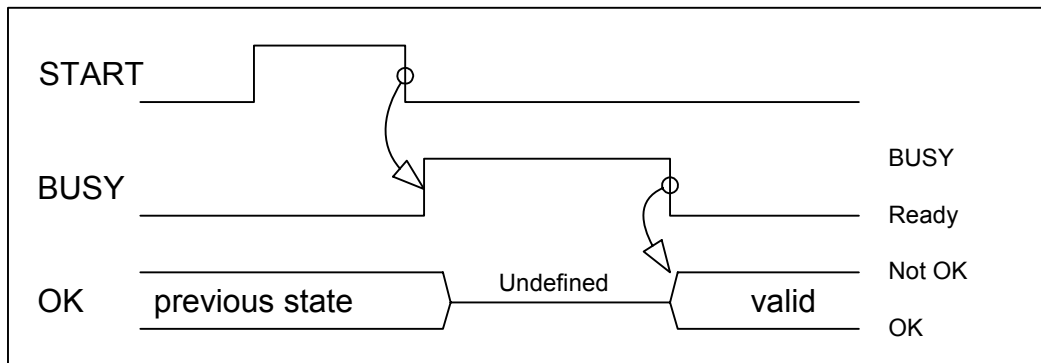 START
BUSY
BUSY
Ready
Not OK
Undefined
OK
previous state
valid
OK